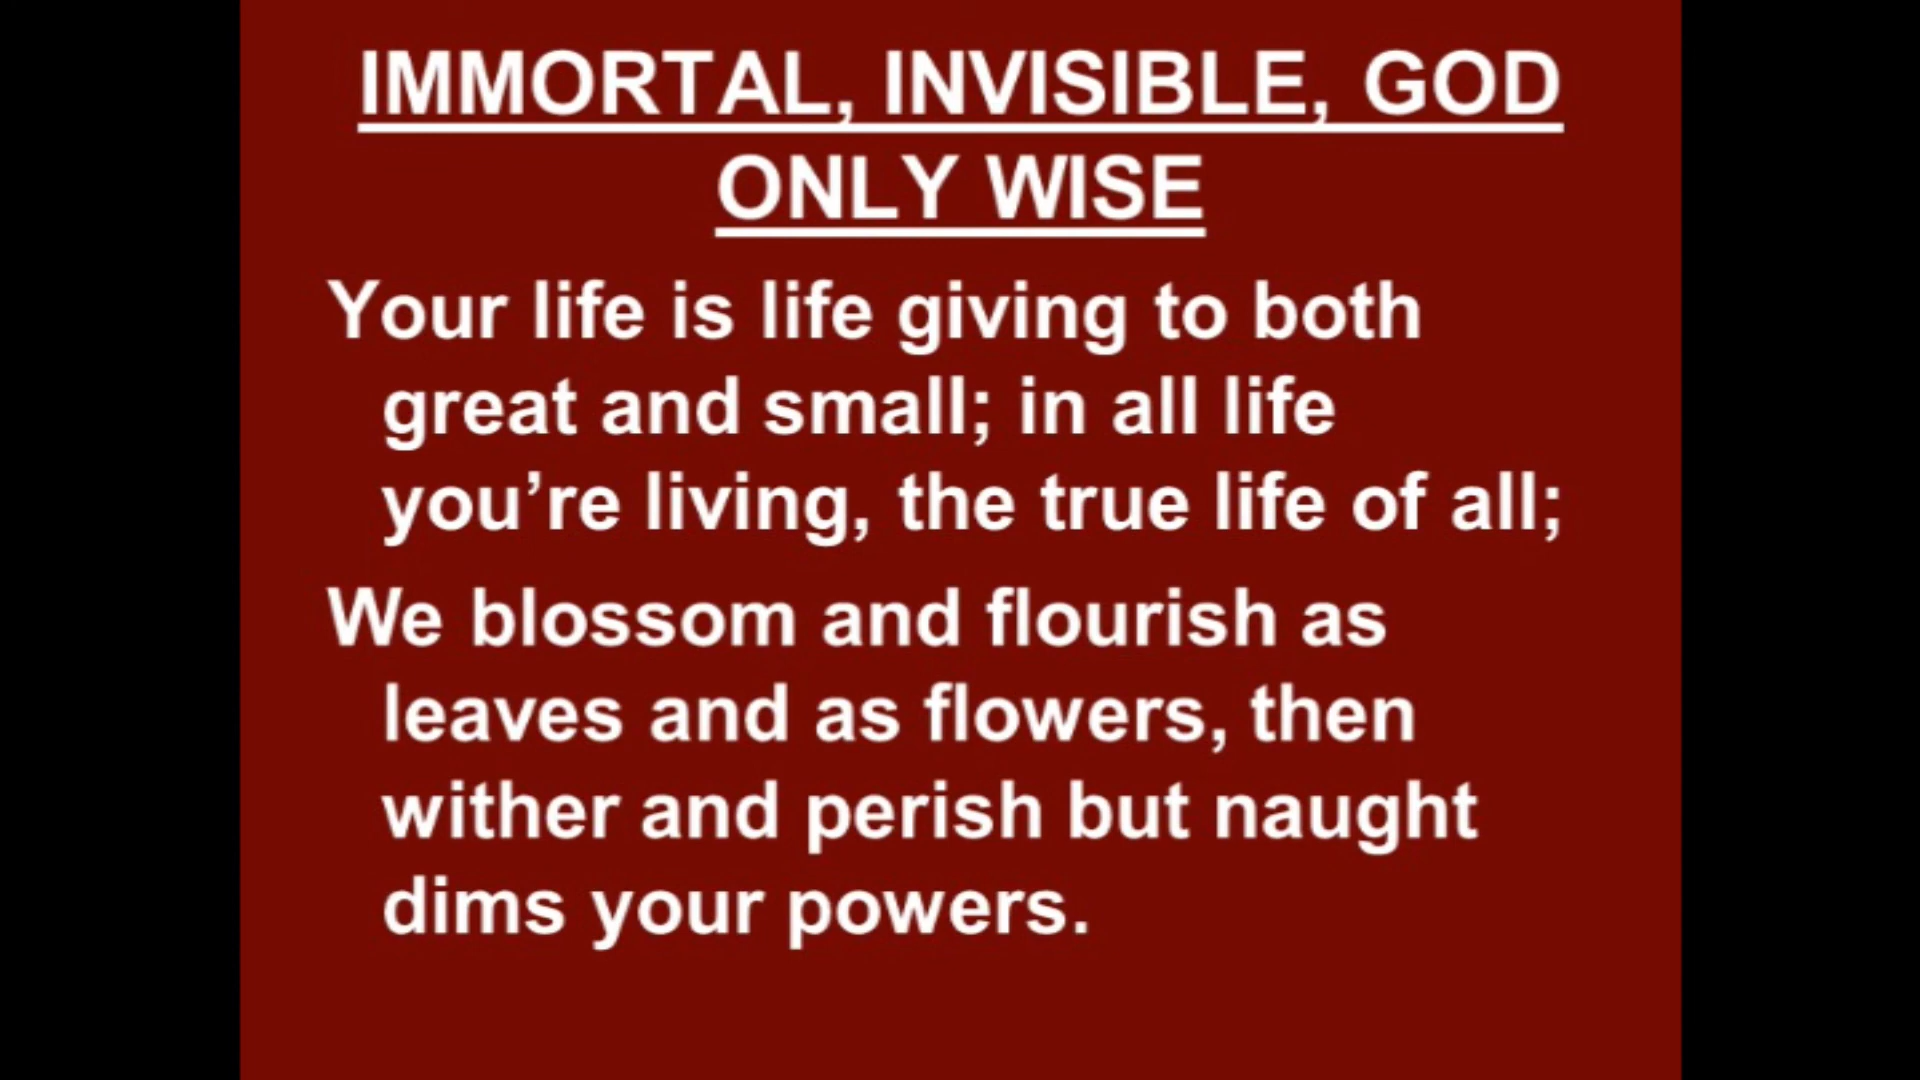 IMMORTAL, INVISIBLE, GOD
ONLY WISE
Your life is life giving to both
great and small; in all life
you’re living, the true life of all;
We blossom and flourish as
leaves and as flowers, then
wither and perish but naught
dims your powers.